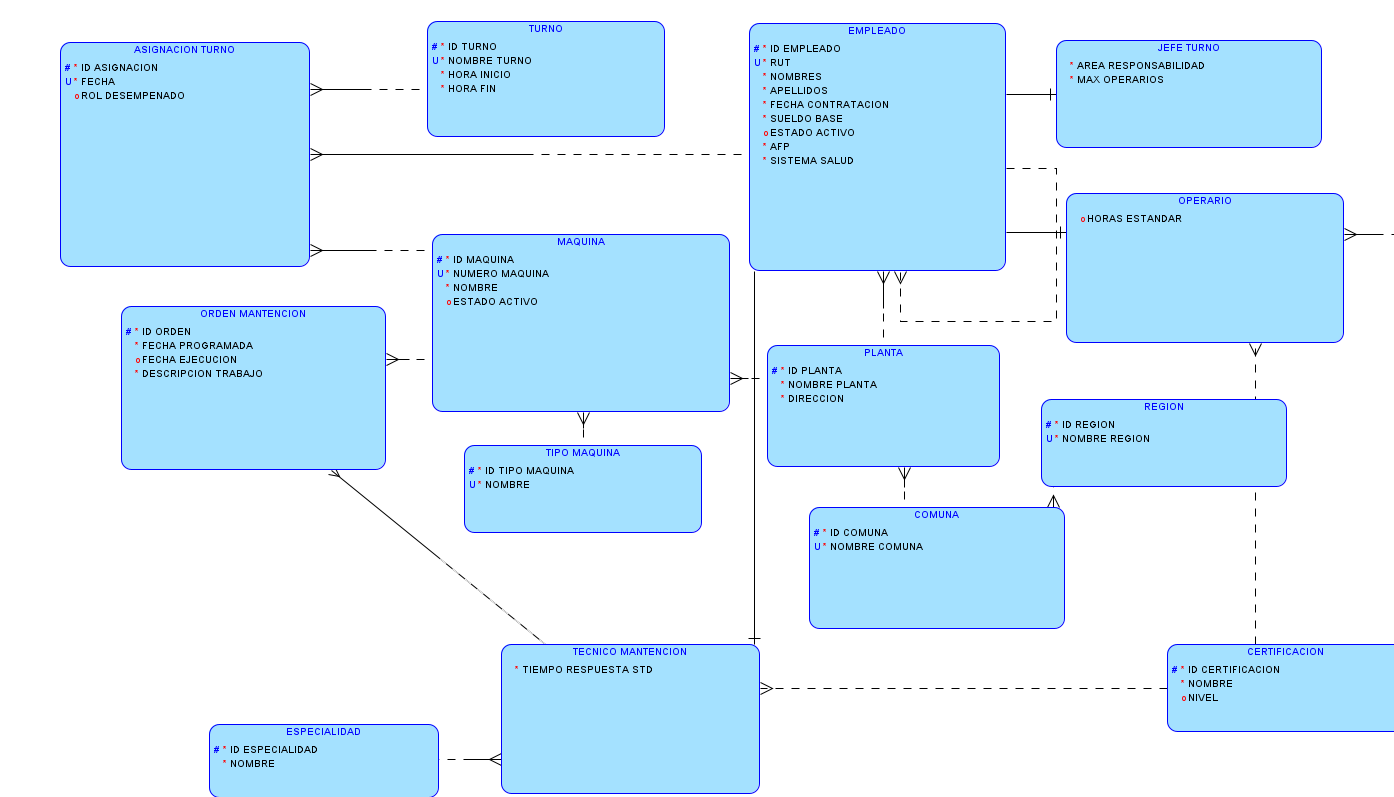 ASIGNACION TURNO
# * ID ASIGNACION
U * FECHA
o ROL DESEMPENADO
TURNO
# * ID TURNO
U * NOMBRE TURNO
* HORA INICIO
* HORA FIN
EMPLEADO
# * ID EMPLEADO
U * RUT
* NOMBRES
* APELLIDOS
* FECHA CONTRATACION
* SUELDO BASE
o ESTADO ACTIVO
* AFP
* SISTEMA SALUD
JEFE TURNO
* AREA RESPONSABILIDAD
* MAX OPERARIOS
OPERARIO
o HORAS ESTANDAR
MAQUINA
# * ID MAQUINA
U * NUMERO MAQUINA
* NOMBRE
o ESTADO ACTIVO
ORDEN MANTENCION
# * ID ORDEN
* FECHA PROGRAMADA
o FECHA EJECUCION
* DESCRIPCION TRABAJO
PLANTA
# * ID PLANTA
* NOMBRE PLANTA
* DIRECCION
REGION
# * ID REGION
U * NOMBRE REGION
TIPO MAQUINA
# * ID TIPO MAQUINA
U * NOMBRE
COMUNA
# * ID COMUNA
U * NOMBRE COMUNA
TECNICO MANTENCION
* TIEMPO RESPUESTA STD
CERTIFICACION
# * ID CERTIFICACION
* NOMBRE
o NIVEL
ESPECIALIDAD
# * ID ESPECIALIDAD
* NOMBRE